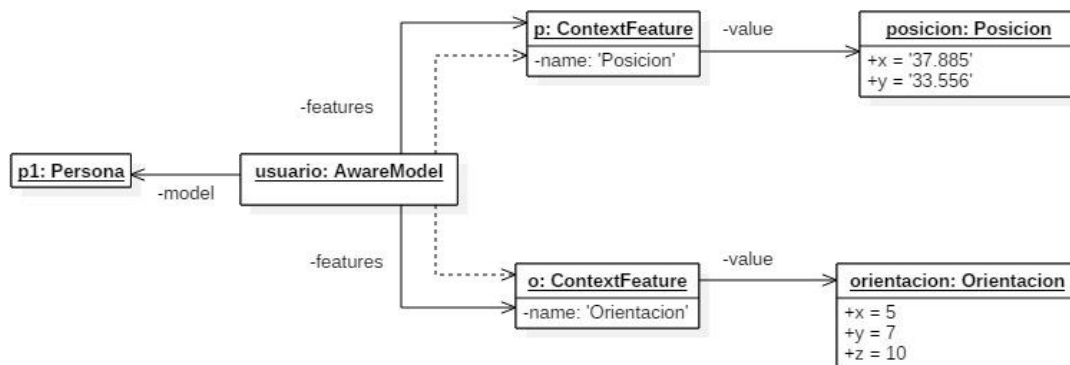 p: ContextFeature
-name: 'Posicion'
-value
posicion: Posicion
+x = '37.885'
+y = '33.556'
-features
p1: Persona
-model
usuario: AwareModel
-features
o: ContextFeature
-name: 'Orientacion'
-value
orientacion: Orientacion
+x = 5
+y = 7
+z = 10